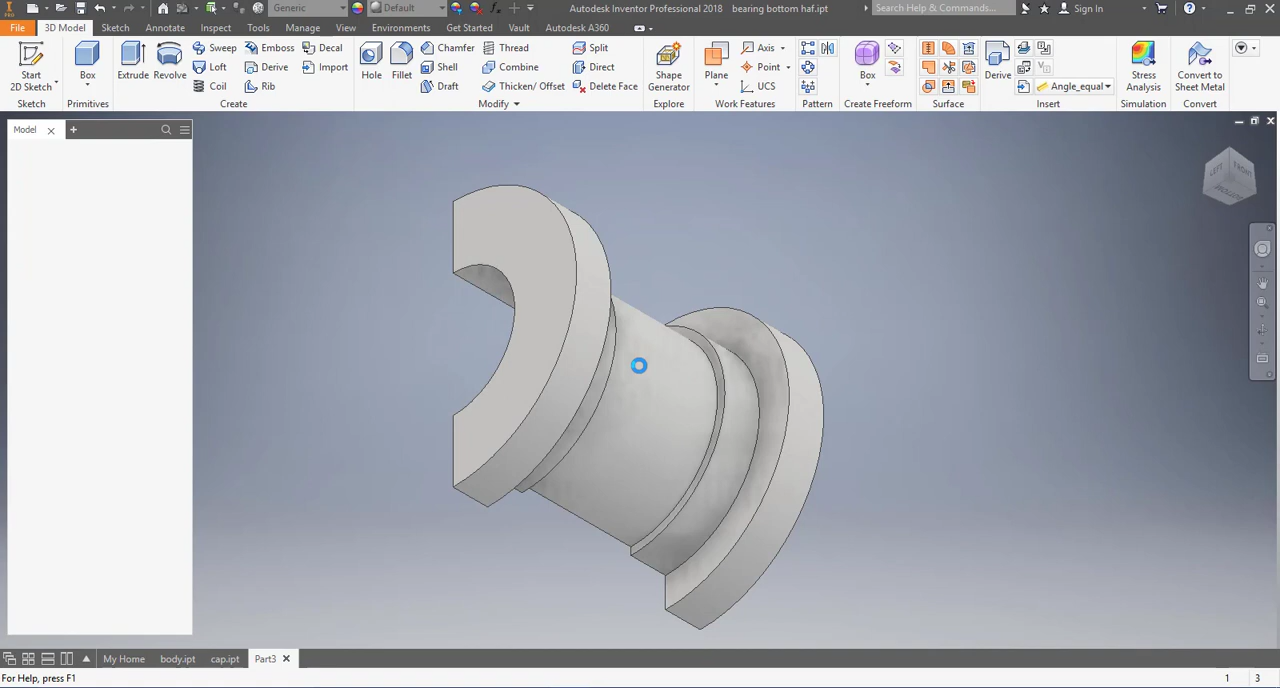 PRO
Generic
Default
Autodesk Inventor Professional 2018 bearing bottom haf.ipt
Search Help & Commands...
Sign In
File 3D Model Sketch Annotate Inspect Tools Manage View Environments Get Started Vault Autodesk A360
Start
2D Sketch
Box
Extrude
Revolve
Sweep Emboss Decal
Loft Derive Import
Coil Rib
Hole
Fillet
Chamfer Thread Split
Shell Combine Direct
Draft Thicken/ Offset Delete Face
Shape
Generator
Plane
Axis
Point
UCS
Box
Derive
Angle_equal
Stress
Analysis
Convert to
Sheet Metal
Sketch Primitives Create Modify Explore Work Features Pattern Create Freeform Surface Insert Simulation Convert
Model
LEFT
FRONT
BOTTOM
My Home body.ipt cap.ipt Part3
For Help, press F1
1 3